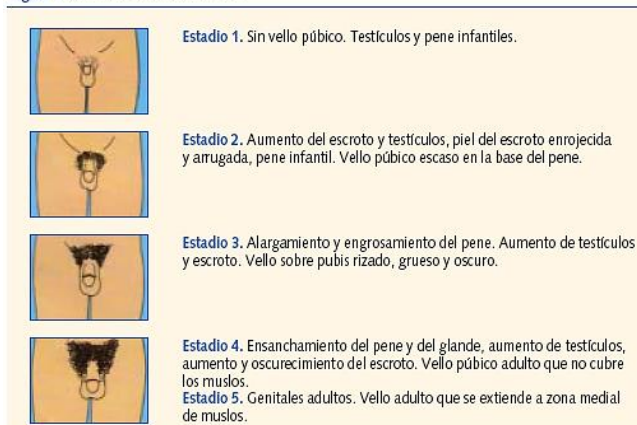 Estadio 1. Sin vello púbico. Testículos y pene infantiles.
Estadio 2. Aumento del escroto y testículos, piel del escroto enrojecida
y arrugada, pene infantil. Vello púbico escaso en la base del pene.
Estadio 3. Alargamiento y engrosamiento del pene. Aumento de testículos
y escroto. Vello sobre pubis rizado, grueso y oscuro.
Estadio 4. Ensanchamiento del pene y del glande, aumento de testículos,
aumento y oscurecimiento del escroto. Vello púbico adulto que no cubre
los muslos.
Estadio 5. Genitales adultos. Vello adulto que se extiende a zona medial
de muslos.